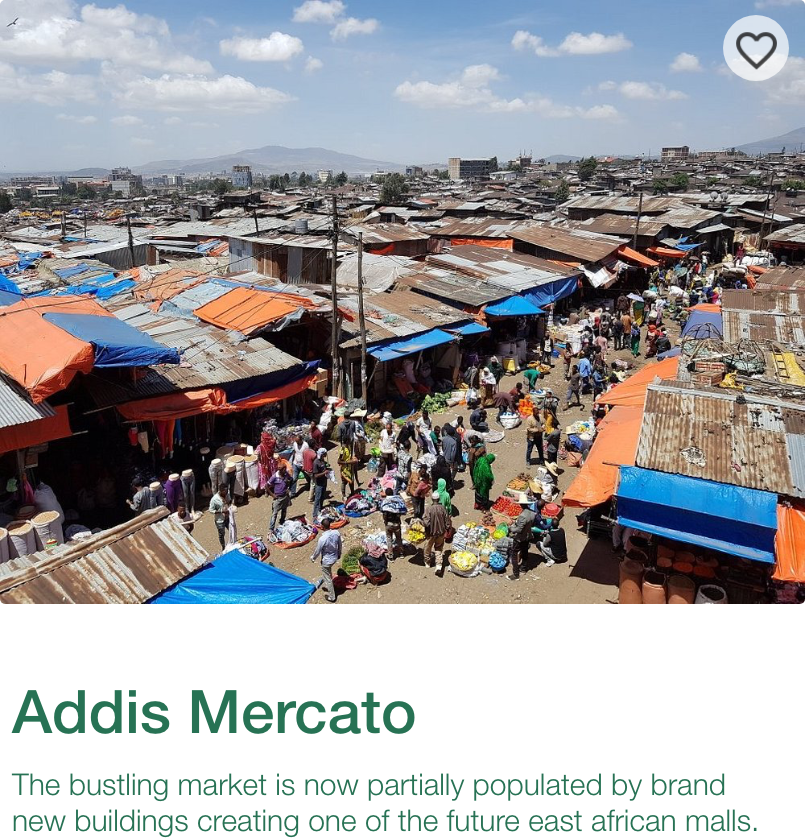 Addis Mercato
The bustling market is now partially populated by brand
new buildings creating one of the future east african malls.